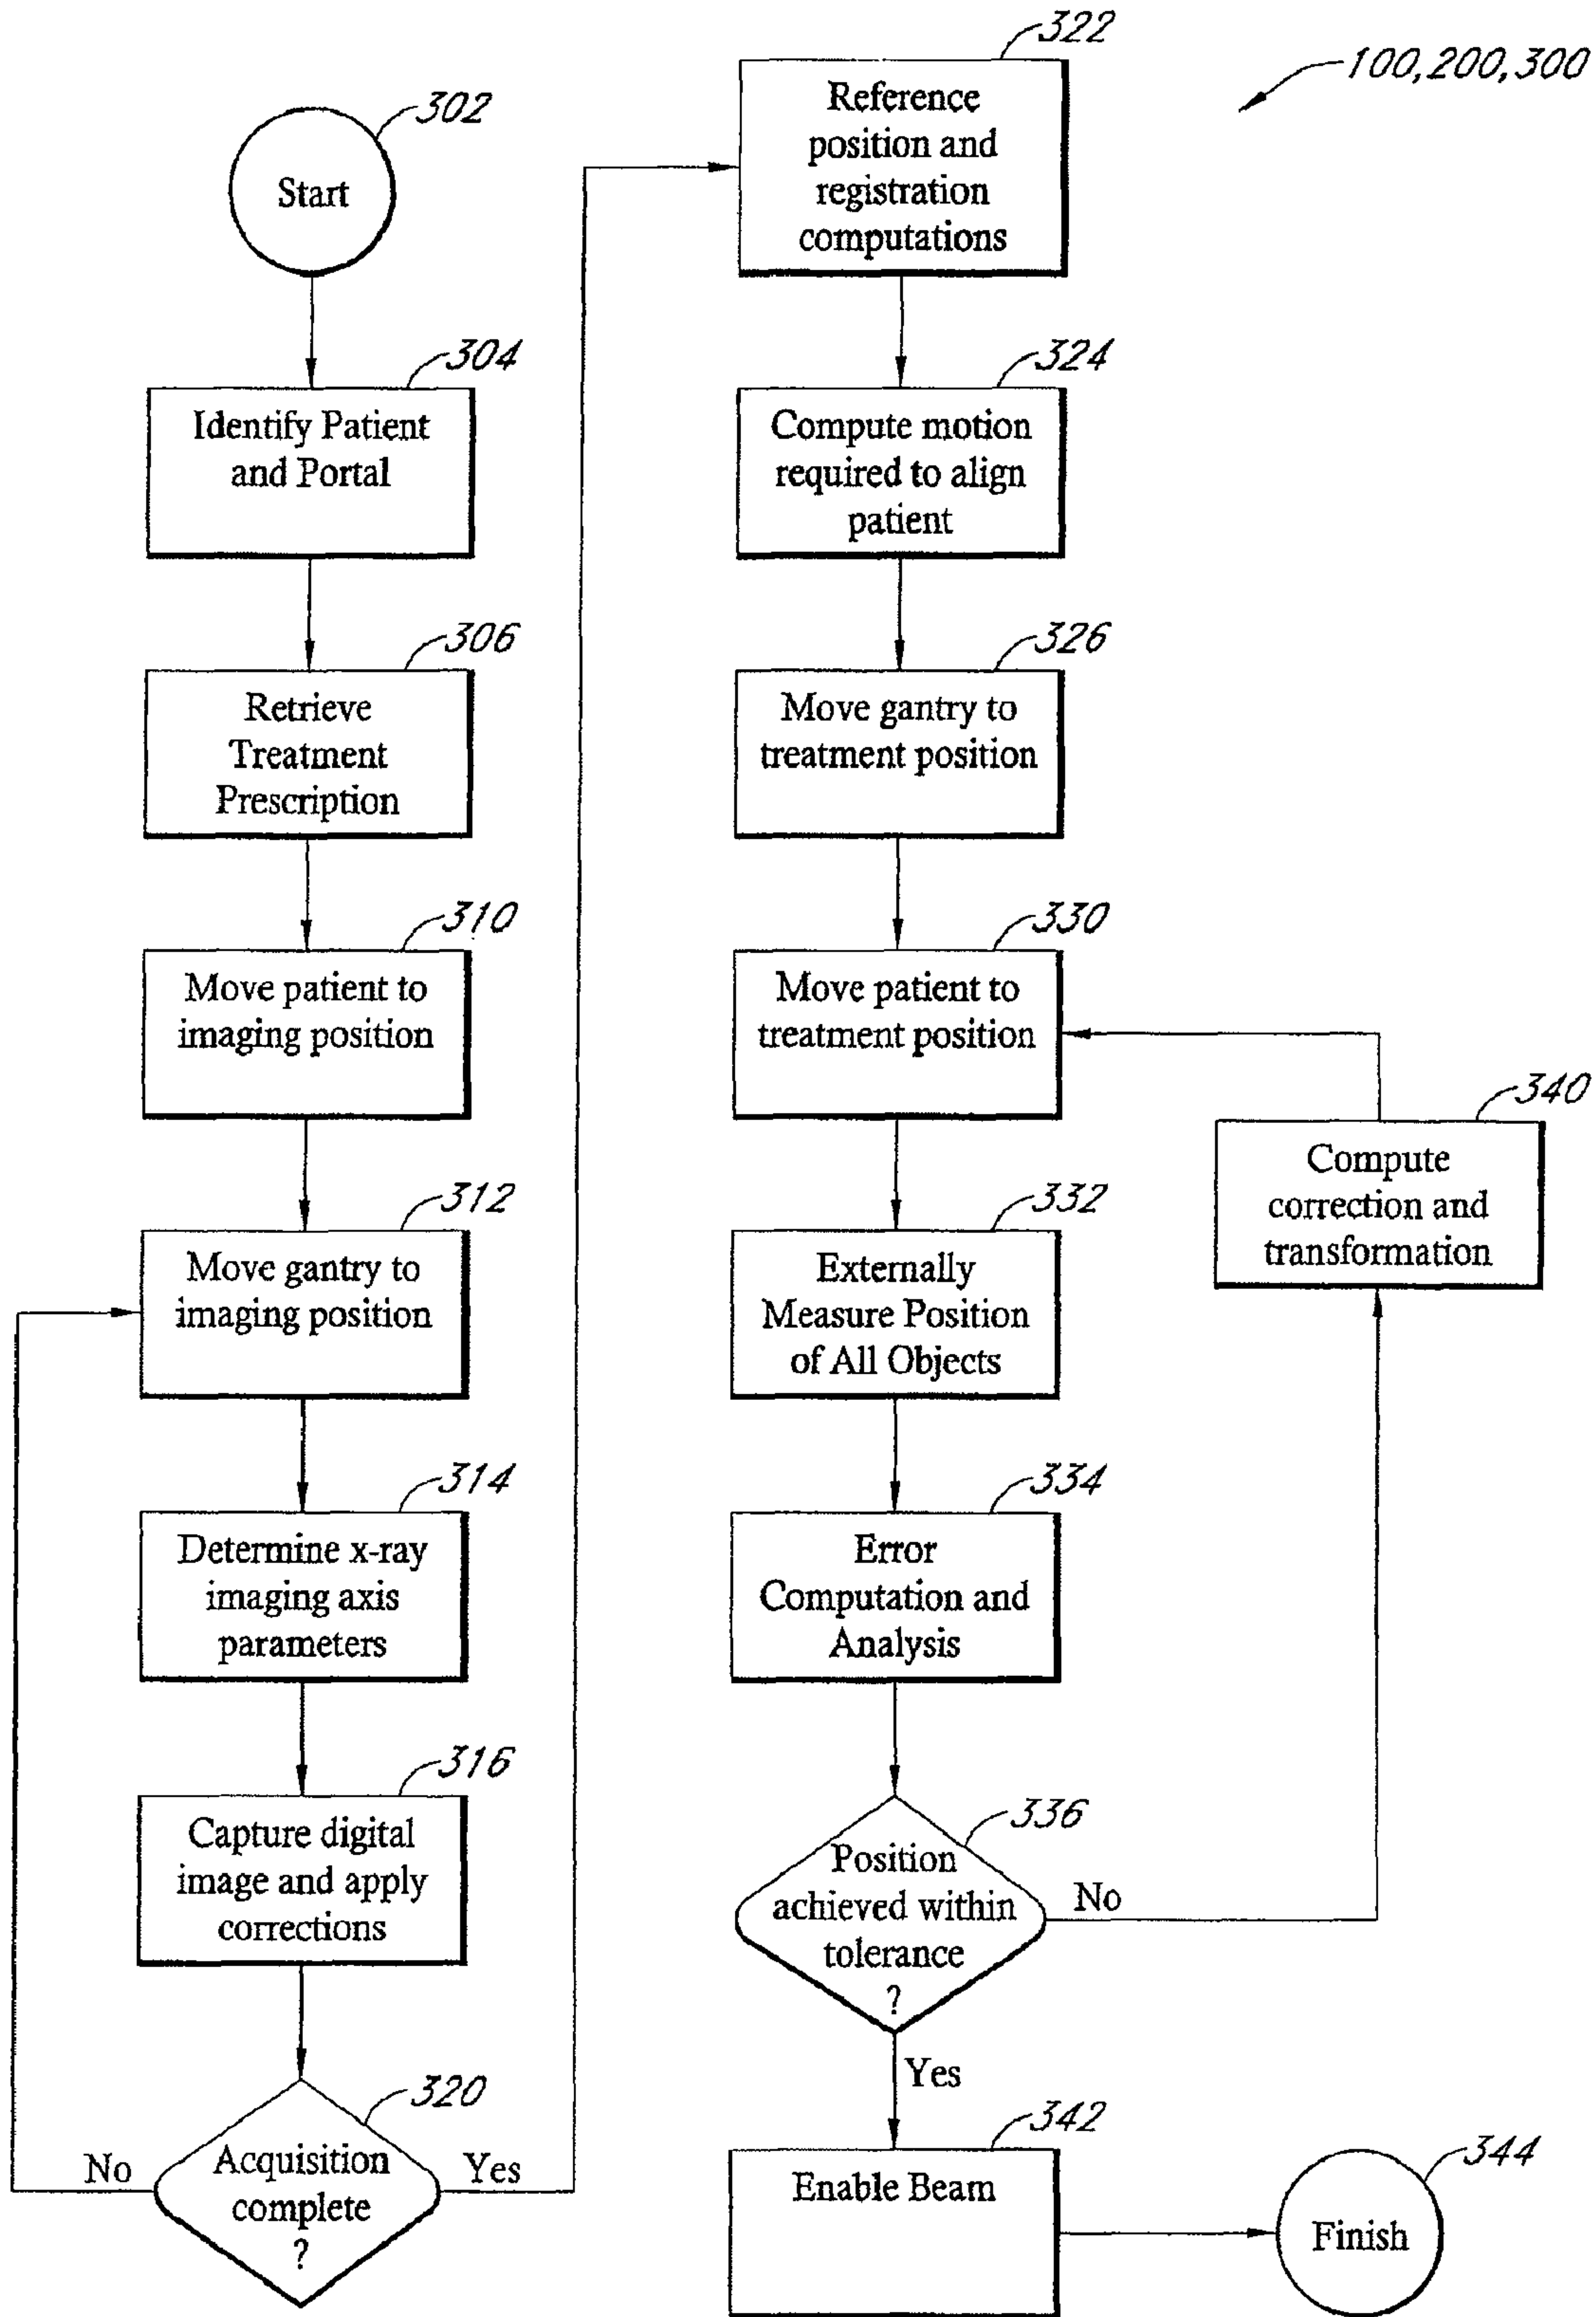 302
Start
304
Identify Patient
and Portal
306
Retrieve
Treatment
Prescription
310
Move patient to
imaging position
312
Move gantry to
imaging position
314
Determine x-ray
imaging axis
parameters
316
Capture digital
image and apply
corrections
320
No
Acquisition
complete
?
Yes
322
Reference
position and
registration
computations
324
Compute motion
required to align
patient
326
Move gantry to
treatment position
330
Move patient to
treatment position
332
Externally
Measure Position
of All Objects
334
Error
Computation and
Analysis
336
Position
achieved within
tolerance
?
No
Yes
340
Compute
correction and
transformation
342
Enable Beam
344
Finish
100,200,300